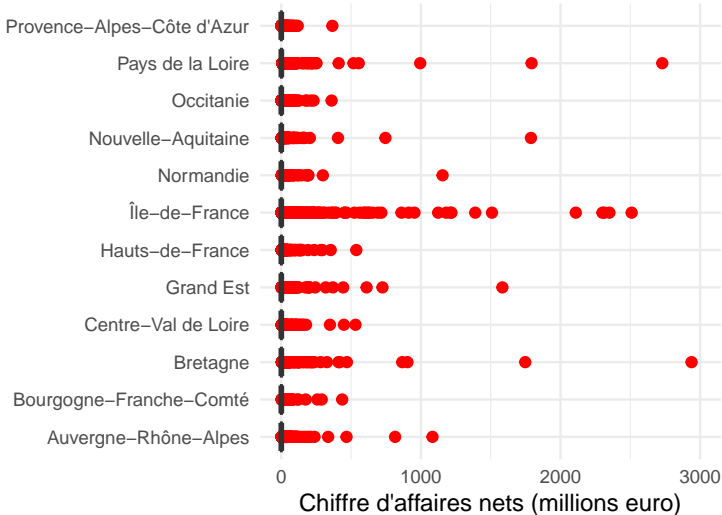 Provence−Alpes−Côte d'Azur
Pays de la Loire
Occitanie
Nouvelle−Aquitaine
Normandie
Île−de−France
Hauts−de−France
Grand Est
Centre−Val de Loire
Bretagne
Bourgogne−Franche−Comté
Auvergne−Rhône−Alpes
0 1000 2000 3000
Chiffre d'affaires nets (millions euro)